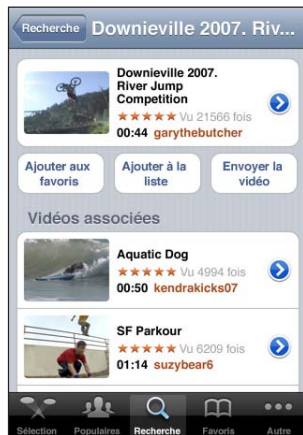 Recherche Downieville 2007. Riv...
Downieville 2007.
River Jump
Competition
Vu 21566 fois
00:44 garythebutcher
Ajouter aux
favoris
Ajouter à la
liste
Envoyer la
vidéo
Vidéos associées
Aquatic Dog
Vu 4994 fois
00:50 kendrakicks07
SF Parkour
Vu 6209 fois
01:14 suzybear6
Sélection Populaires Recherche Favoris Autre